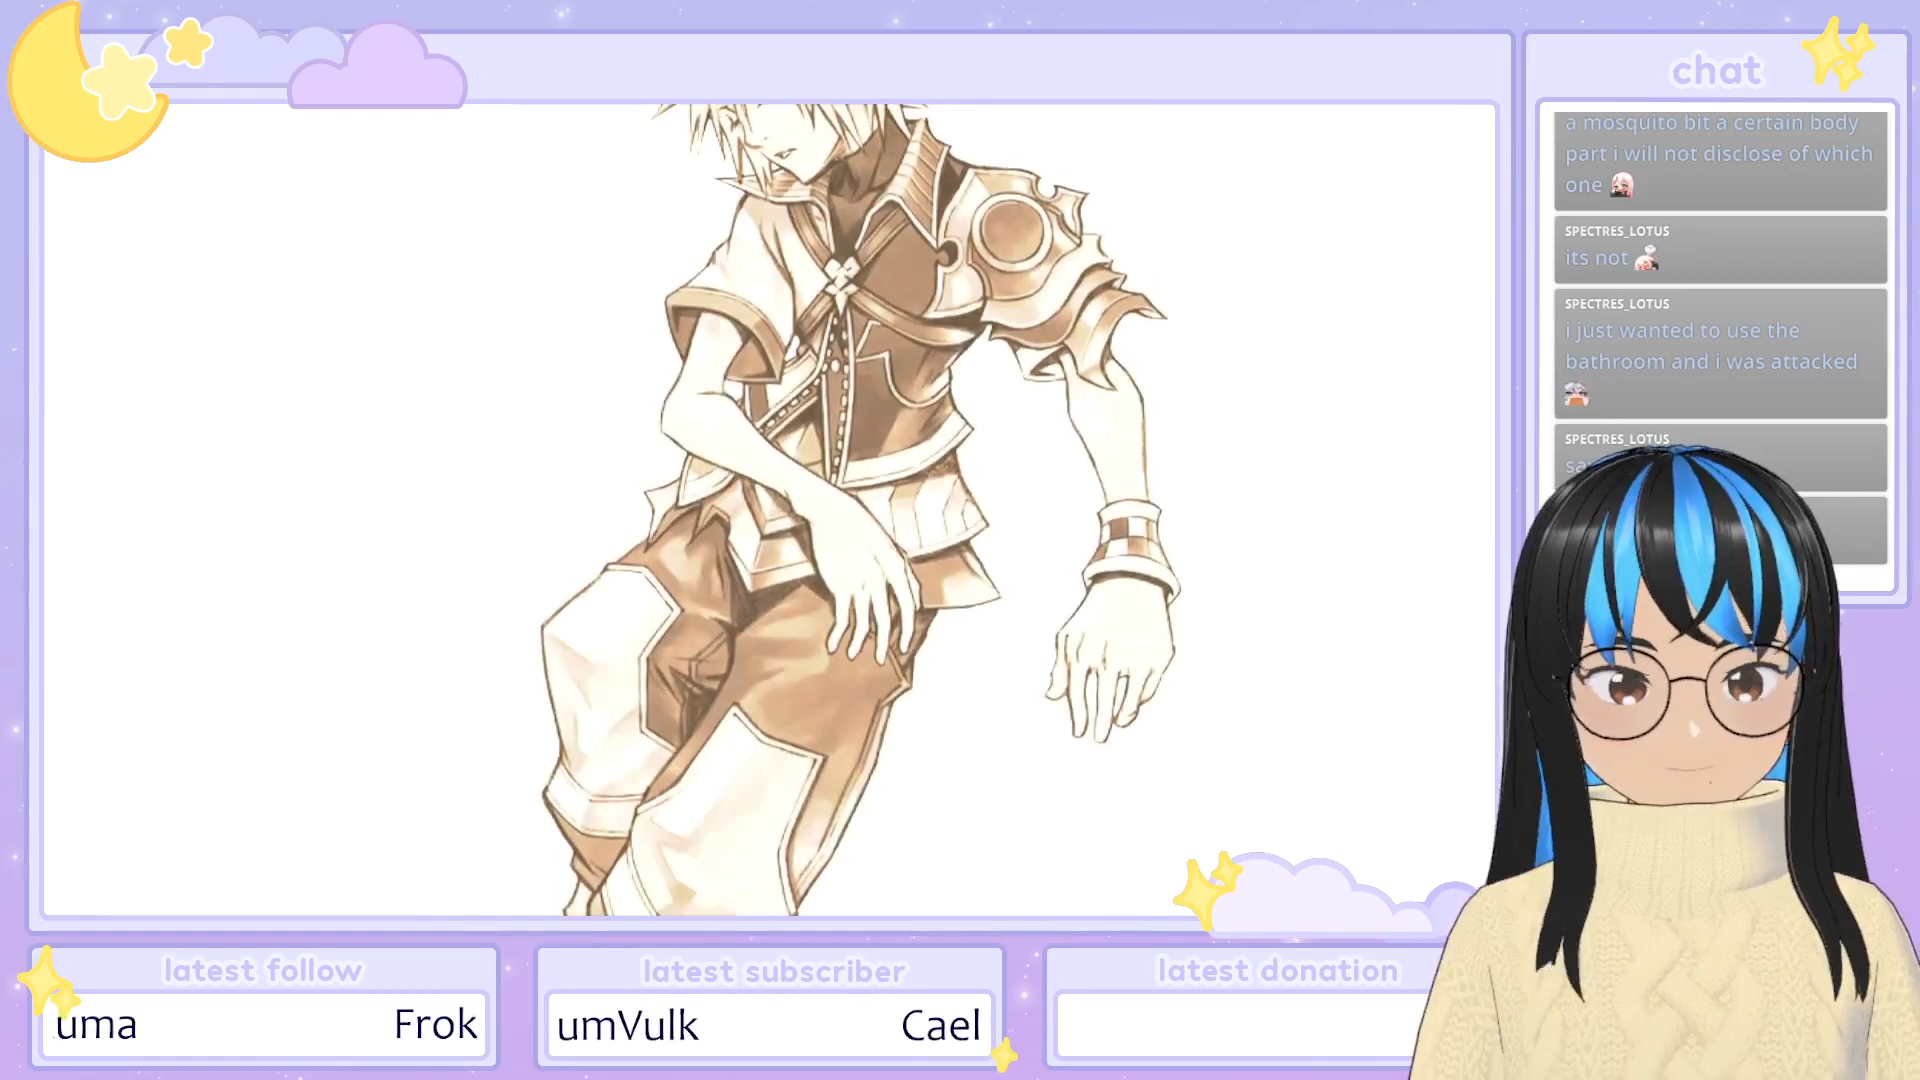 chat
a mosquito bit a certain body
part i will not disclose of which
one
SPECTRES_LOTUS
its not
SPECTRES_LOTUS
i just wanted to use the
bathroom and i was attacked
SPECTRES_LOTUS
latest follow
uma Frok
latest subscriber
umVulk Cael
latest donation